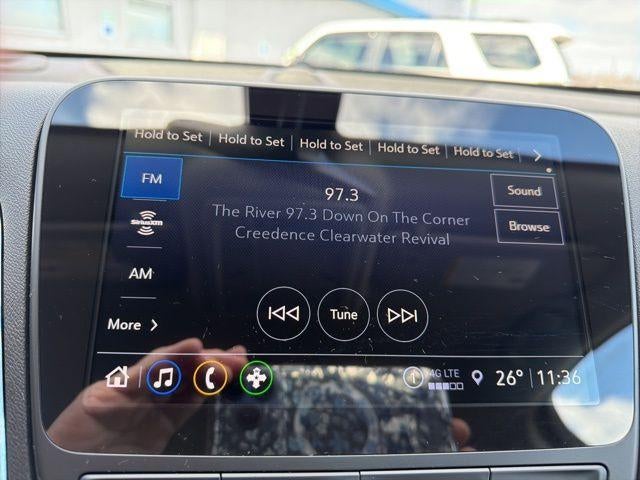 Hold to Set Hold to Set Hold to Set Hold to Set Hold to Set
FM
97.3
Sound
The River 97.3 Down On The Corner
SiriusXM
Browse
Creedence Clearwater Revival
AM
Tune
More
1 4G LTE 26° 11:36